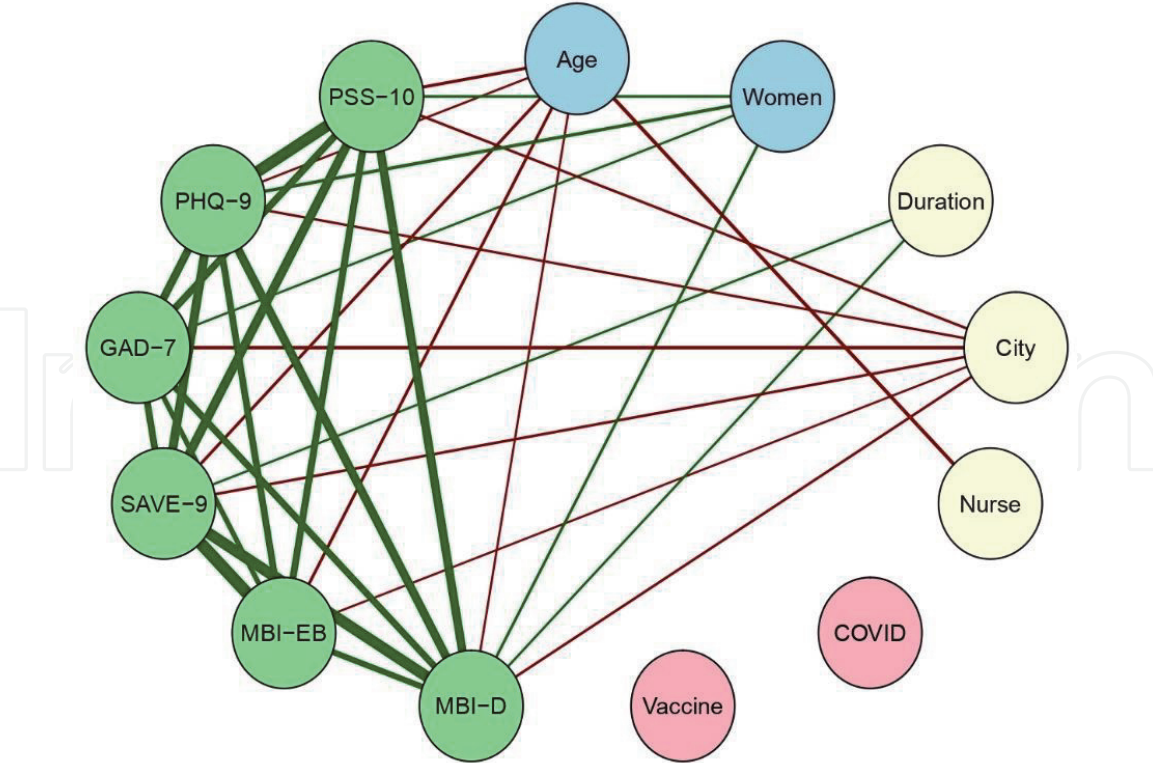 Age
PSS−10
Women
PHQ−9
Duration
GAD−7
City
SAVE−9
Nurse
MBI−EB
COVID
MBI−D
Vaccine